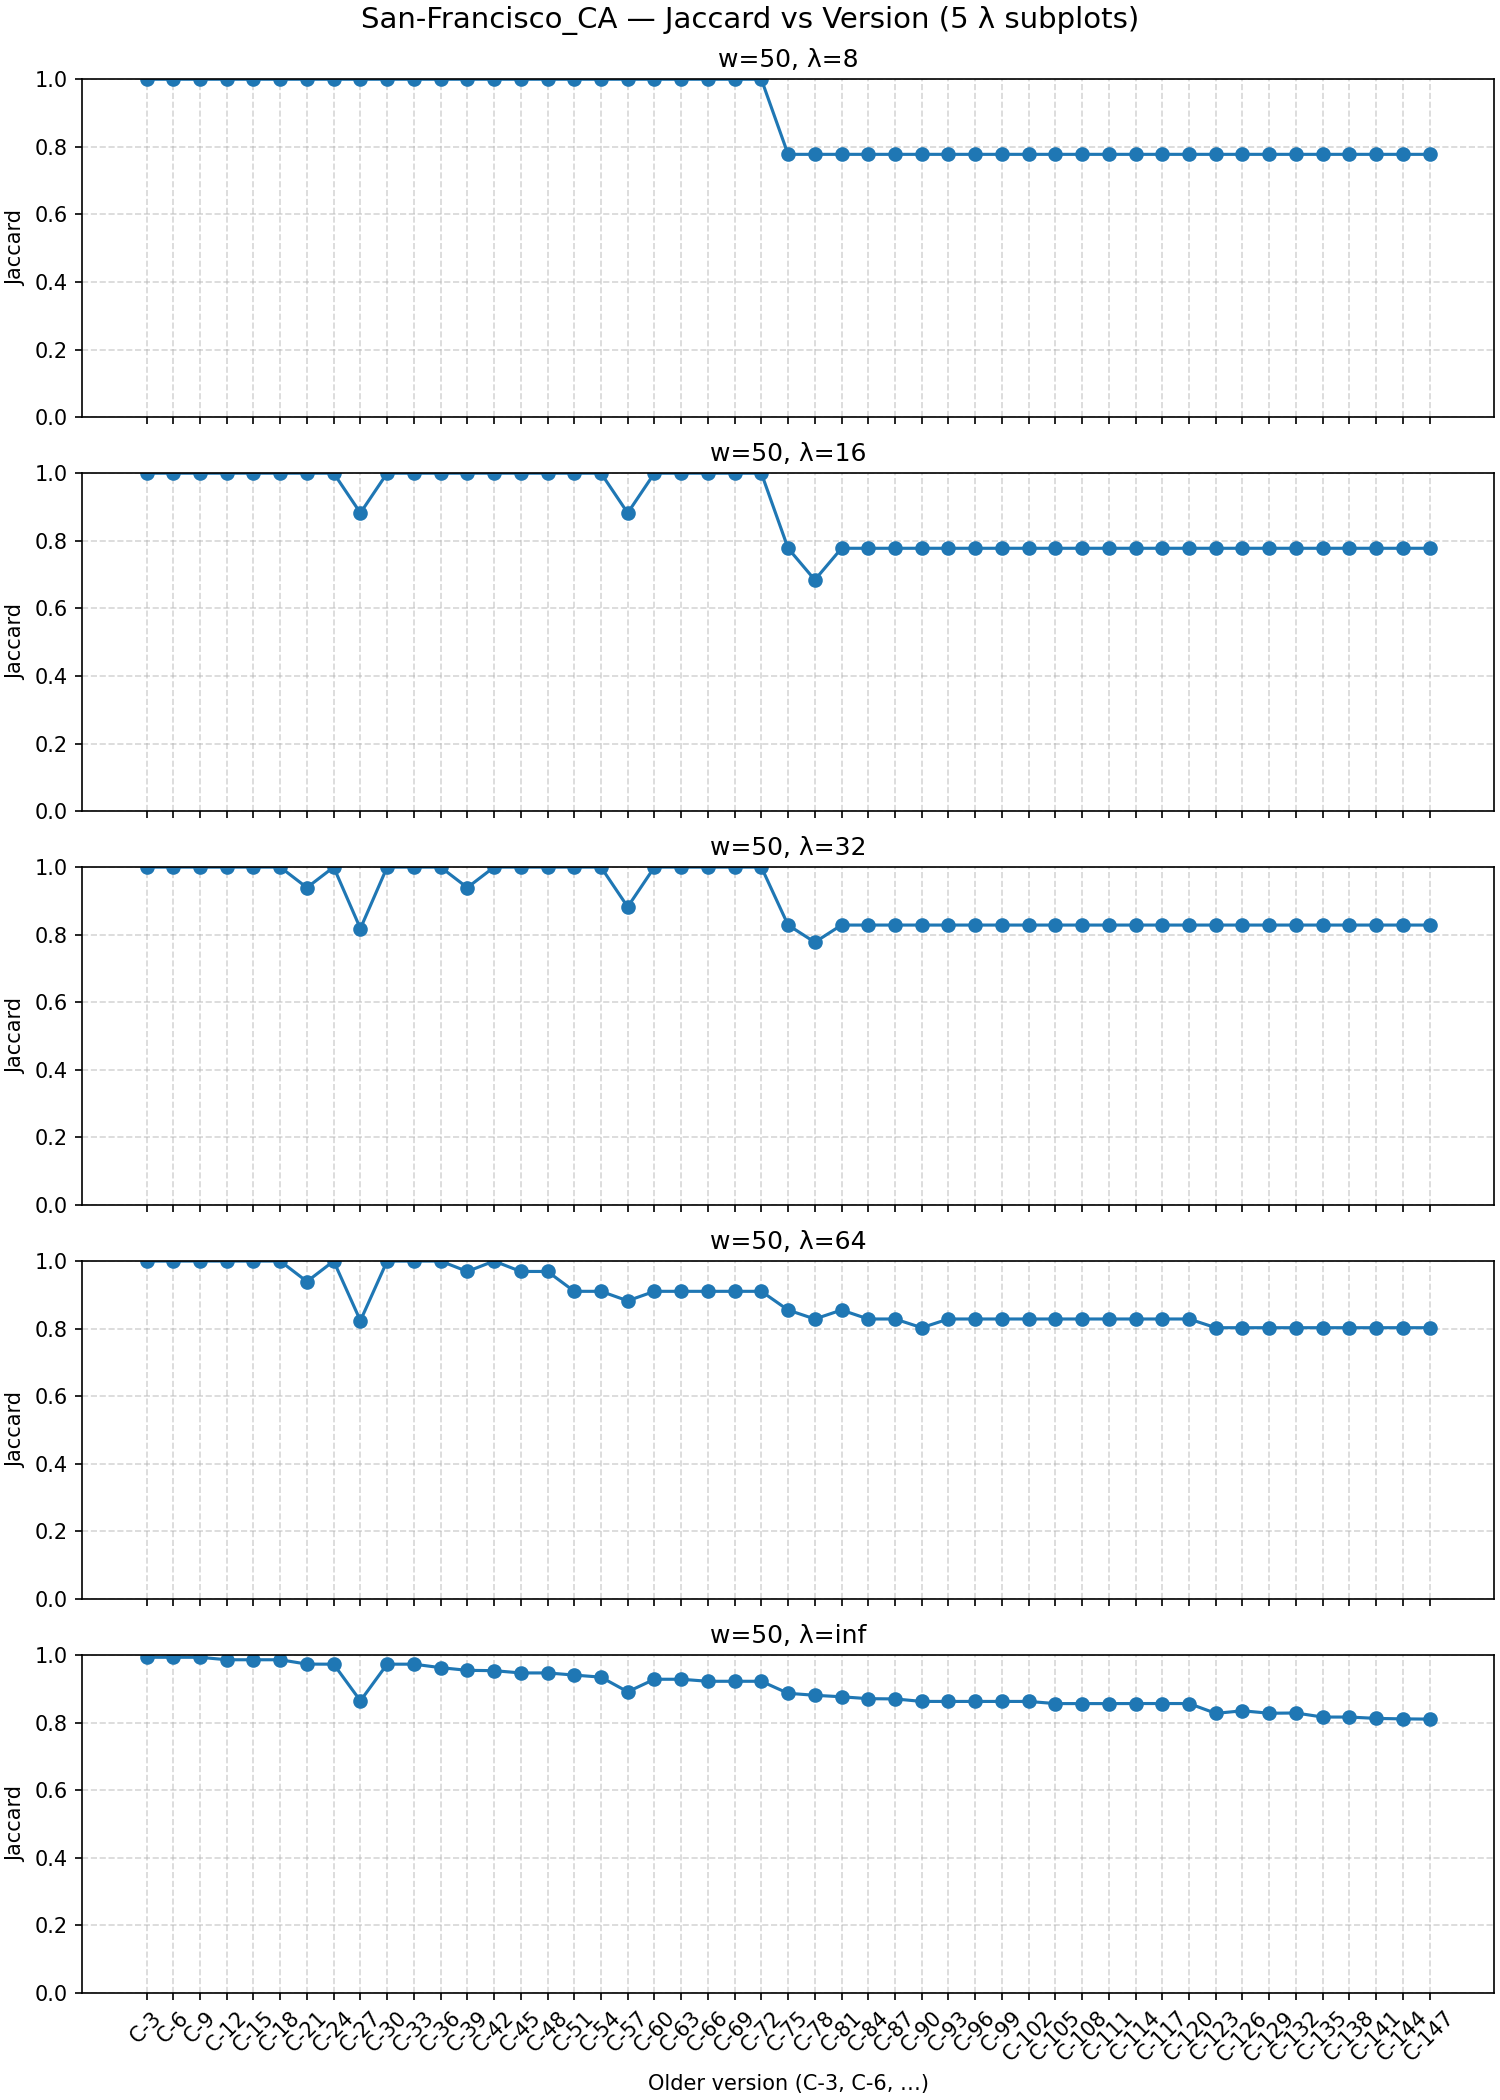 San-Francisco_CA — Jaccard vs Version (5 λ subplots)
w=50, λ=8
1.0
0.8
0.6
0.4
0.2
0.0
Jaccard
w=50, λ=16
1.0
0.8
0.6
0.4
0.2
0.0
Jaccard
w=50, λ=32
1.0
0.8
0.6
0.4
0.2
0.0
Jaccard
w=50, λ=64
1.0
0.8
0.6
0.4
0.2
0.0
Jaccard
w=50, λ=inf
1.0
0.8
0.6
0.4
0.2
0.0
Jaccard
C-3 C-6 C-9 C-12 C-15 C-18 C-21 C-24 C-27 C-30 C-33 C-36 C-39 C-42 C-45 C-48 C-51 C-54 C-57 C-60 C-63 C-66 C-69 C-72 C-75 C-78 C-81 C-84 C-87 C-90 C-93 C-96 C-99 C-102 C-105 C-108 C-111 C-114 C-117 C-120 C-123 C-126 C-129 C-132 C-135 C-138 C-141 C-144 C-147
Older version (C-3, C-6, ...)